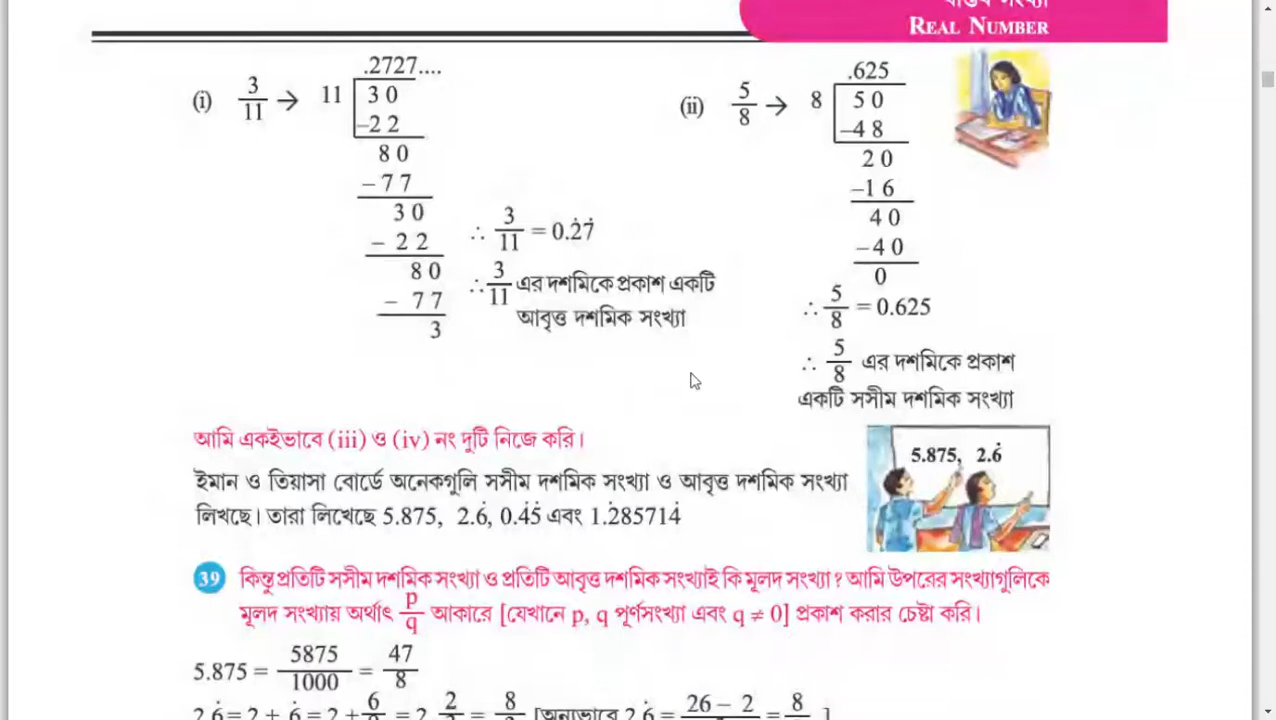 বাস্তব সংখ্যা
REAL NUMBER
(i) 3/11 → 11 | 30 .2727....
–22
80
– 77
30
– 22
80
– 77
3
∴ 3/11 = 0.2̇7̇
∴ 3/11 এর দশমিকে প্রকাশ একটি
আবৃত্ত দশমিক সংখ্যা
(ii) 5/8 → 8 | 50 .625
–48
20
–16
40
–40
0
∴ 5/8 = 0.625
∴ 5/8 এর দশমিকে প্রকাশ
একটি সসীম দশমিক সংখ্যা
আমি একইভাবে (iii) ও (iv) নং দুটি নিজে করি।
ইমান ও তিয়াসা বোর্ডে অনেকগুলি সসীম দশমিক সংখ্যা ও আবৃত্ত দশমিক সংখ্যা
লিখছে। তারা লিখেছে 5.875, 2.6̇, 0.4̇5̇ এবং 1.2̇85714̇
5.875, 2.6̇
39 কিন্তু প্রতিটি সসীম দশমিক সংখ্যা ও প্রতিটি আবৃত্ত দশমিক সংখ্যাই কি মূলদ সংখ্যা? আমি উপরের সংখ্যাগুলিকে
মূলদ সংখ্যায় অর্থাৎ p/q আকারে [যেখানে p, q পূর্ণসংখ্যা এবং q ≠ 0] প্রকাশ করার চেষ্টা করি।
5.875 = 5875/1000 = 47/8